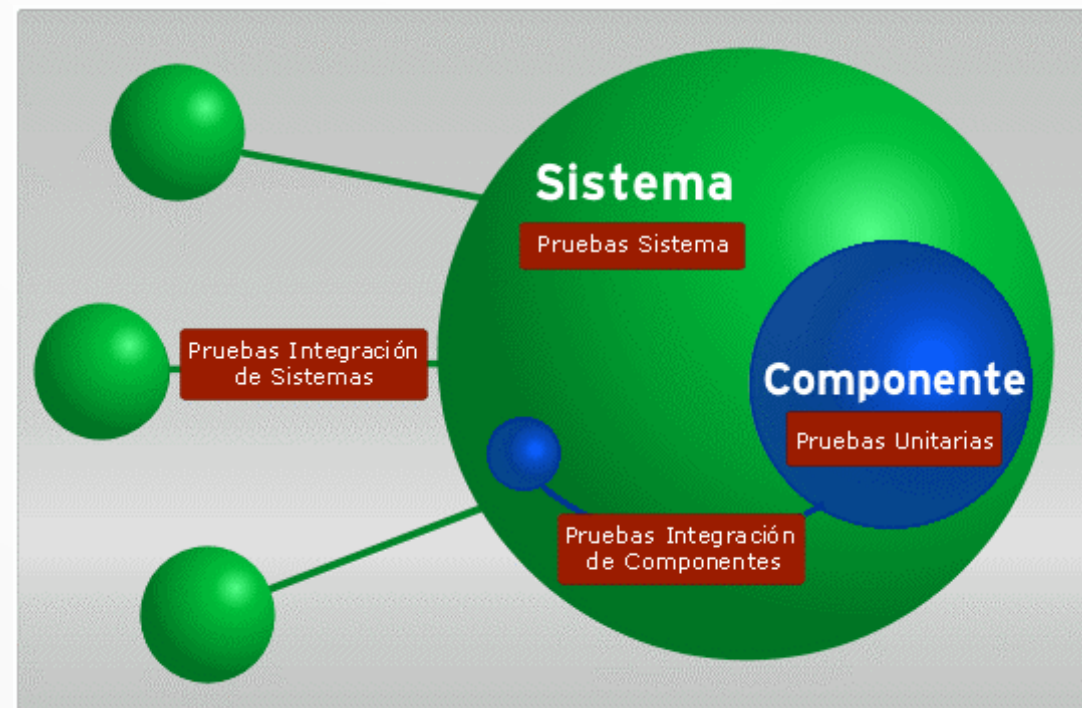 Sistema
Pruebas Sistema
Pruebas Integración
de Sistemas
Componente
Pruebas Unitarias
Pruebas Integración
de Componentes